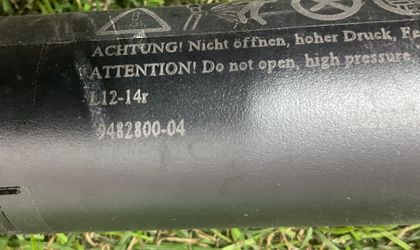 ACHTUNG! Nicht öffnen, hoher Druck,
ATTENTION! Do not open, high pressure,
L12-14r
9482800-04